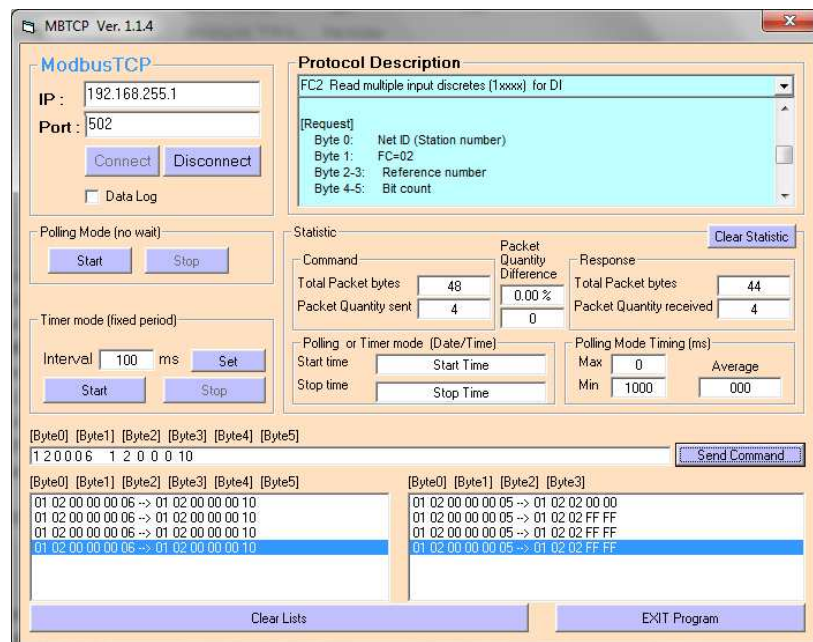 MBTCP Ver. 1.1.4
ModbusTCP
IP : 192.168.255.1
Port : 502
Connect Disconnect
Data Log
Protocol Description
FC2 Read multiple input discretes (1xxxx) for DI
[Request]
Byte 0: Net ID (Station number)
Byte 1: FC=02
Byte 2-3: Reference number
Byte 4-5: Bit count
Polling Mode (no wait)
Start Stop
Timer mode (fixed period)
Interval 100 ms Set
Start Stop
Statistic
Clear Statistic
Command
Total Packet bytes 48
Packet Quantity sent 4
Packet
Quantity
Difference
0.00 %
0
Response
Total Packet bytes 44
Packet Quantity received 4
Polling or Timer mode (Date/Time)
Start time Start Time
Stop time Stop Time
Polling Mode Timing (ms)
Max 0
Min 1000
Average
000
[Byte0] [Byte1] [Byte2] [Byte3] [Byte4] [Byte5]
1 2 0 0 0 6 1 2 0 0 0 10
Send Command
[Byte0] [Byte1] [Byte2] [Byte3] [Byte4] [Byte5]
01 02 00 00 00 06 --> 01 02 00 00 00 10
01 02 00 00 00 06 --> 01 02 00 00 00 10
01 02 00 00 00 06 --> 01 02 00 00 00 10
01 02 00 00 00 06 --> 01 02 00 00 00 10
[Byte0] [Byte1] [Byte2] [Byte3]
01 02 00 00 00 05 --> 01 02 02 00 00
01 02 00 00 00 05 --> 01 02 02 FF FF
01 02 00 00 00 05 --> 01 02 02 FF FF
01 02 00 00 00 05 --> 01 02 02 FF FF
Clear Lists
EXIT Program